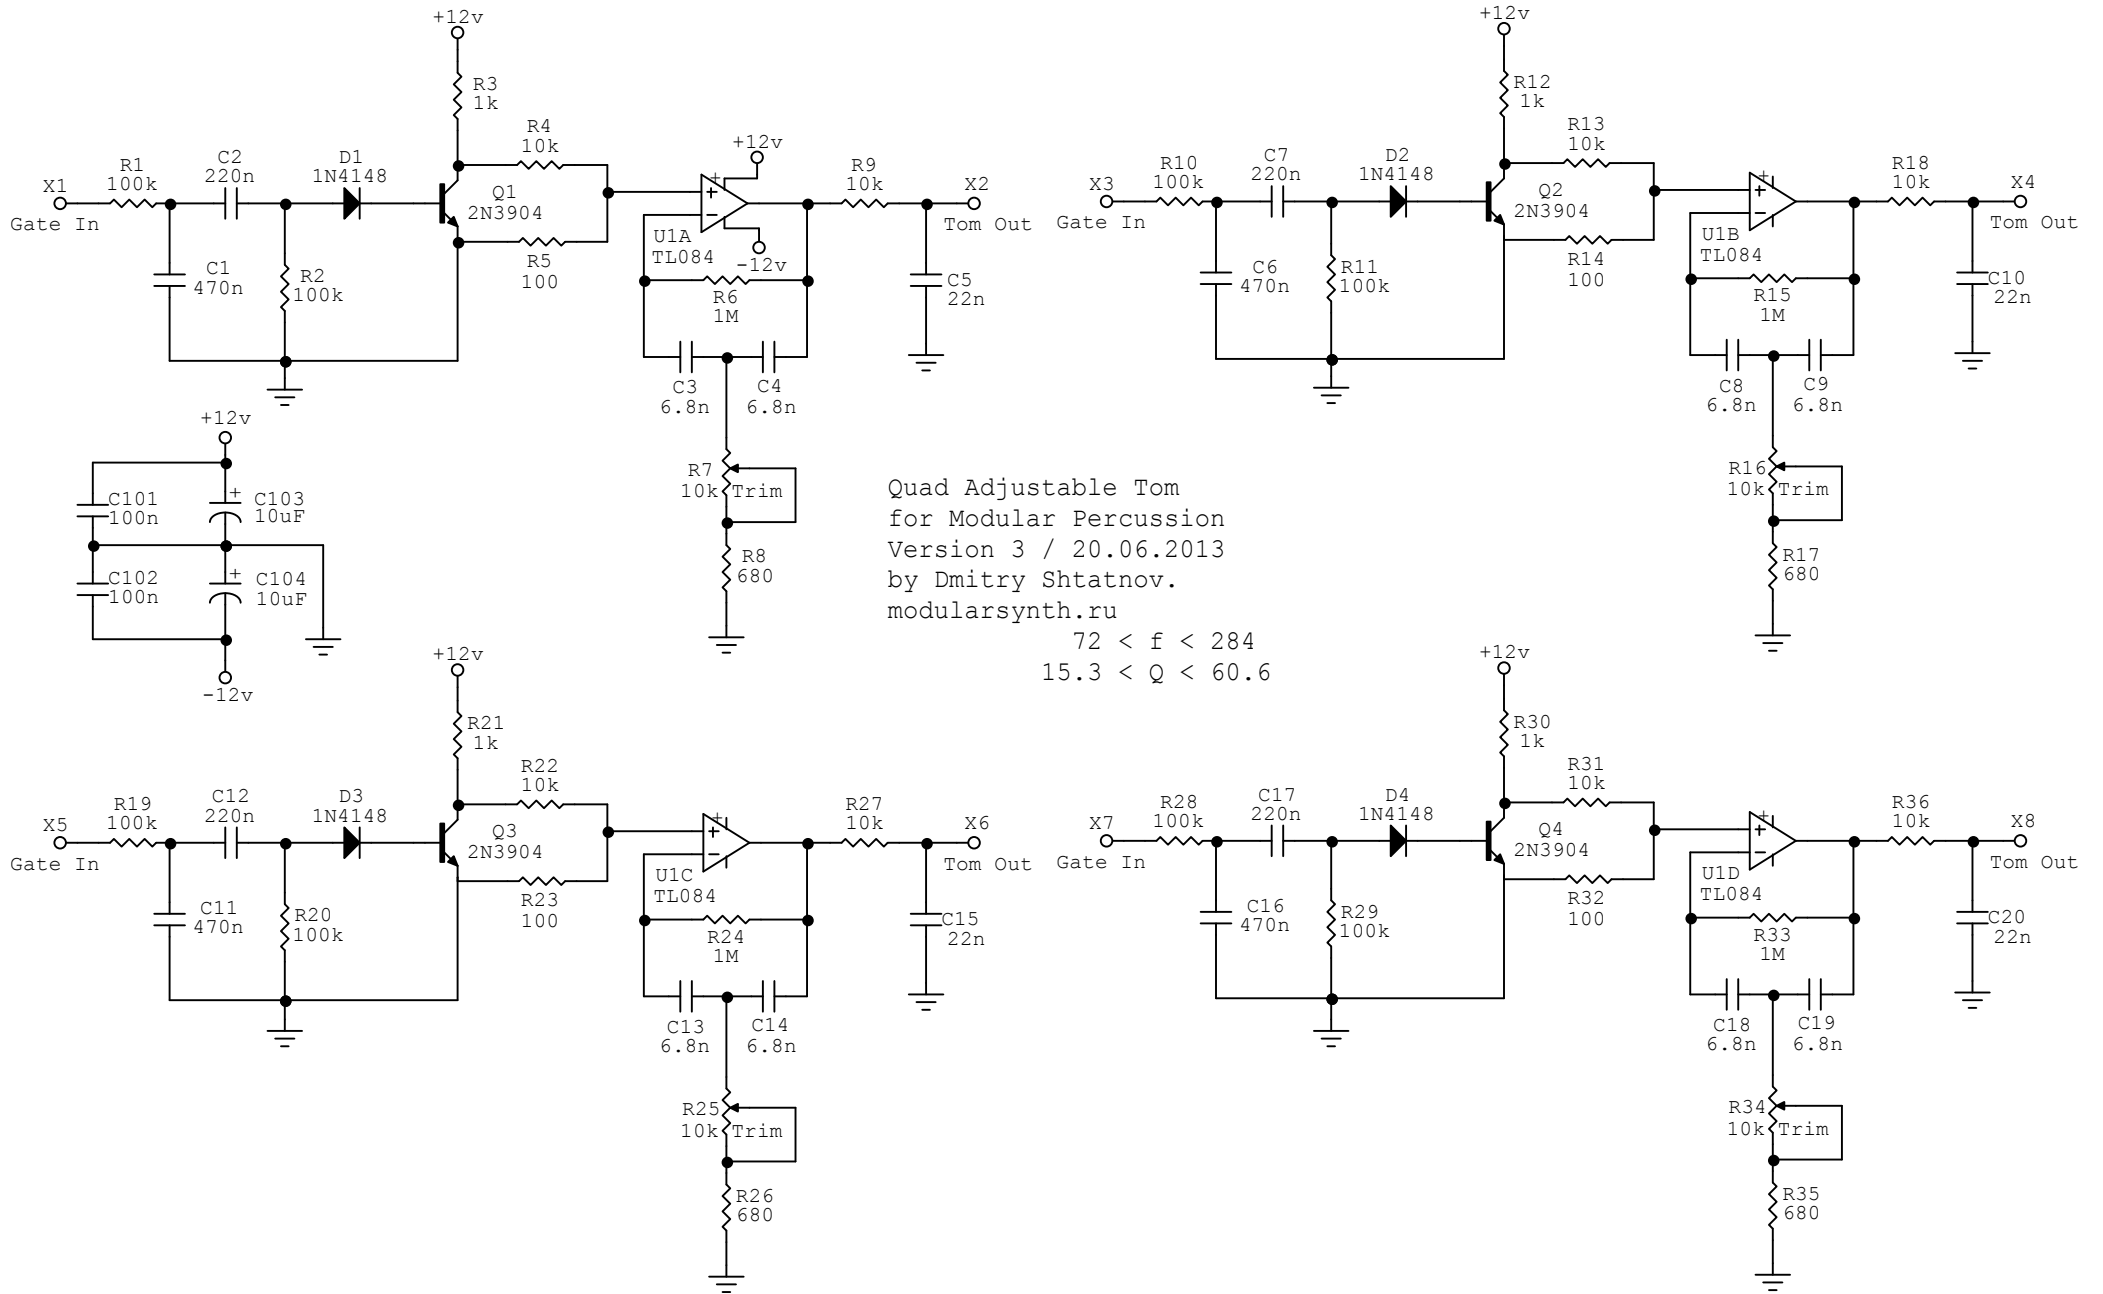 +12v
R3
1k
R4
10k
+12v
R1
100k
C2
220n
D1
1N4148
R9
10k
X1
Gate In
Q1
2N3904
X2
Tom Out
U1A
TL084
-12v
C1
470n
R2
100k
R5
100
R6
1M
C5
22n
C3
6.8n
C4
6.8n
R7
10k
Trim
R8
680
+12v
R12
1k
R13
10k
R10
100k
C7
220n
D2
1N4148
R18
10k
X3
Gate In
Q2
2N3904
X4
Tom Out
U1B
TL084
C6
470n
R11
100k
R14
100
R15
1M
C10
22n
C8
6.8n
C9
6.8n
R16
10k
Trim
R17
680
+12v
C101
100n
C103
10uF
C102
100n
C104
10uF
-12v
Quad Adjustable Tom
for Modular Percussion
Version 3 / 20.06.2013
by Dmitry Shtatnov.
modularsynth.ru
72 < f < 284
15.3 < Q < 60.6
+12v
R21
1k
R22
10k
R19
100k
C12
220n
D3
1N4148
R27
10k
X5
Gate In
Q3
2N3904
X6
Tom Out
U1C
TL084
C11
470n
R20
100k
R23
100
R24
1M
C15
22n
C13
6.8n
C14
6.8n
R25
10k
Trim
R26
680
+12v
R30
1k
R31
10k
R28
100k
C17
220n
D4
1N4148
R36
10k
X7
Gate In
Q4
2N3904
X8
Tom Out
U1D
TL084
C16
470n
R29
100k
R32
100
R33
1M
C20
22n
C18
6.8n
C19
6.8n
R34
10k
Trim
R35
680